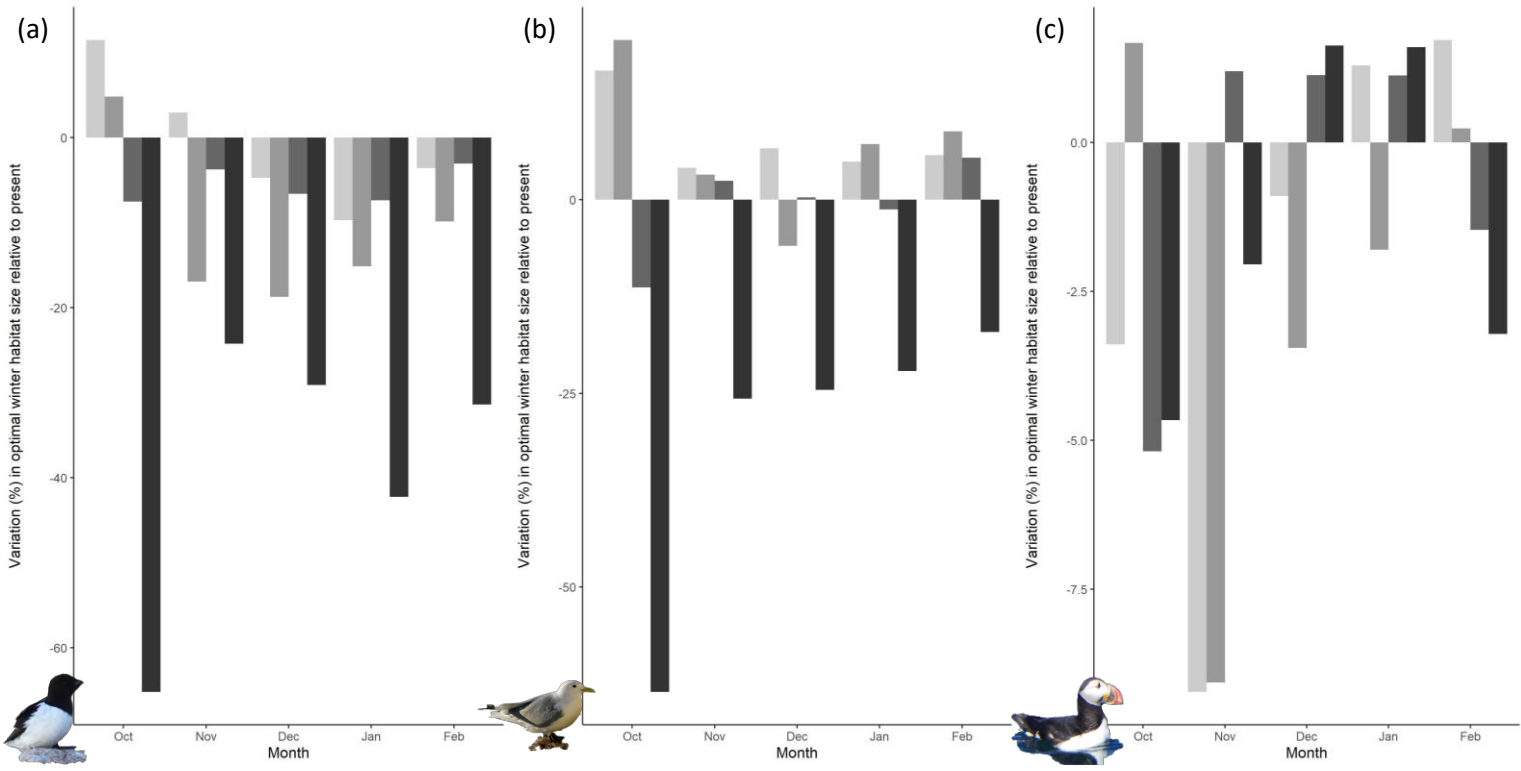 (a)
Variation (%) in optimal winter habitat size relative to present
0
-20
-40
-60
Oct Nov Dec Jan Feb
Month
(b)
Variation (%) in optimal winter habitat size relative to present
0
-25
-50
Oct Nov Dec Jan Feb
Month
(c)
Variation (%) in optimal winter habitat size relative to present
0.0
-2.5
-5.0
-7.5
Oct Nov Dec Jan Feb
Month